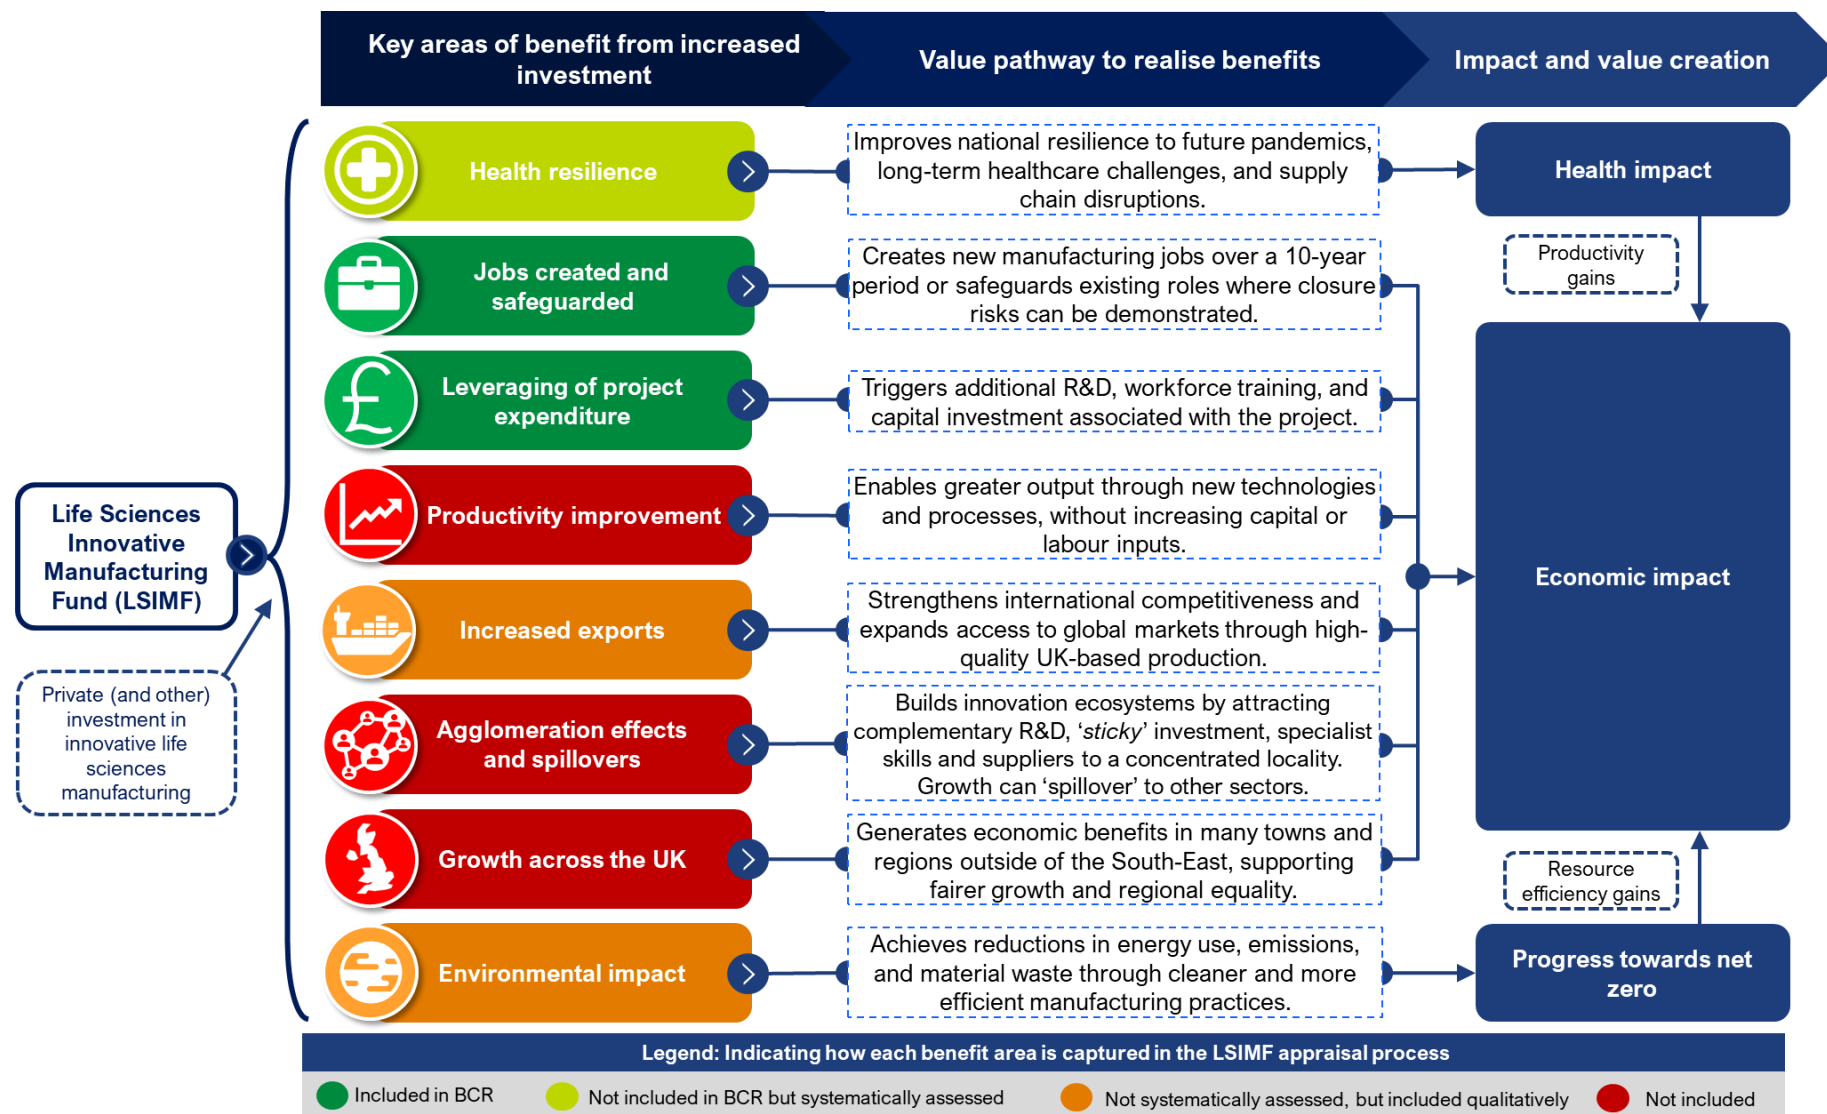 Key areas of benefit from increased
investment
Value pathway to realise benefits
Impact and value creation
Life Sciences
Innovative
Manufacturing
Fund (LSIMF)
Private (and other)
investment in
innovative life
sciences
manufacturing
Health resilience
Improves national resilience to future pandemics,
long-term healthcare challenges, and supply
chain disruptions.
Health impact
Productivity
gains
Jobs created and
safeguarded
Creates new manufacturing jobs over a 10-year
period or safeguards existing roles where closure
risks can be demonstrated.
£
Leveraging of project
expenditure
Triggers additional R&D, workforce training, and
capital investment associated with the project.
Productivity improvement
Enables greater output through new technologies
and processes, without increasing capital or
labour inputs.
Economic impact
Increased exports
Strengthens international competitiveness and
expands access to global markets through high-
quality UK-based production.
Agglomeration effects
and spillovers
Builds innovation ecosystems by attracting
complementary R&D, ‘sticky’ investment, specialist
skills and suppliers to a concentrated locality.
Growth can ‘spillover’ to other sectors.
Growth across the UK
Generates economic benefits in many towns and
regions outside of the South-East, supporting
fairer growth and regional equality.
Resource
efficiency gains
Environmental impact
Achieves reductions in energy use, emissions,
and material waste through cleaner and more
efficient manufacturing practices.
Progress towards net
zero
Legend: Indicating how each benefit area is captured in the LSIMF appraisal process
Included in BCR
Not included in BCR but systematically assessed
Not systematically assessed, but included qualitatively
Not included